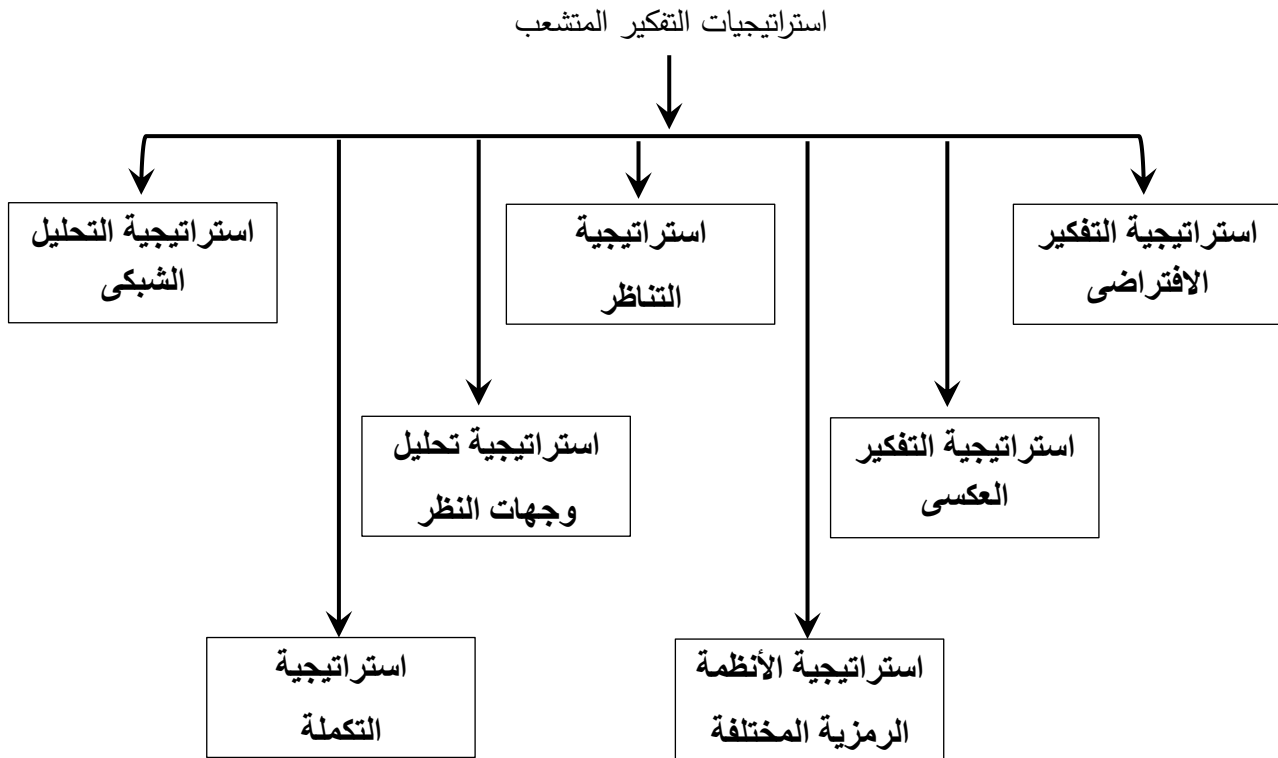 استراتيجيات التفكير المتشعب
استراتيجية التفكير
الافتراضى
استراتيجية
التناظر
استراتيجية التحليل
الشبكى
استراتيجية التفكير
العكسى
استراتيجية تحليل
وجهات النظر
استراتيجية الأنظمة
الرمزية المختلفة
استراتيجية
التكملة